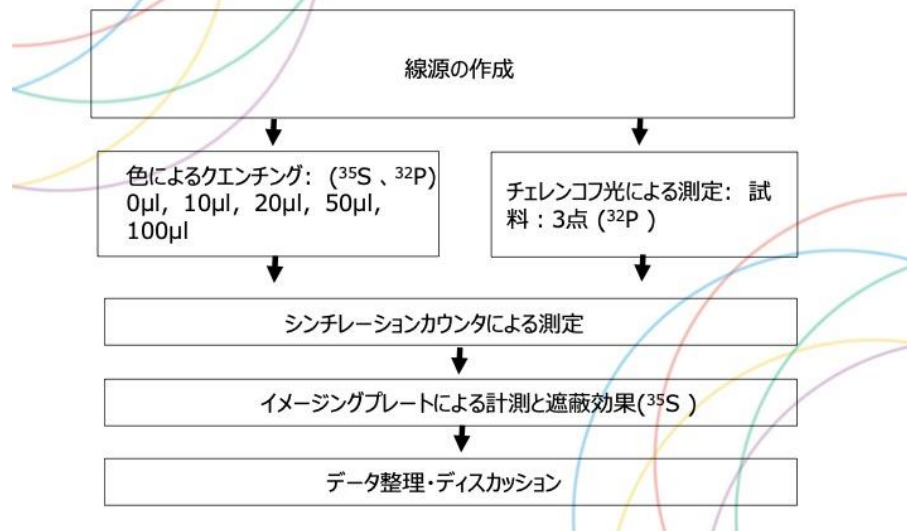 線源の作成
色によるクエンチング: (³⁵S 、³²P)
0μl, 10μl, 20μl, 50μl,
100μl
チェレンコフ光による測定: 試
料：3点 (³²P )
シンチレーションカウンタによる測定
イメージングプレートによる計測と遮蔽効果(³⁵S )
データ整理・ディスカッション